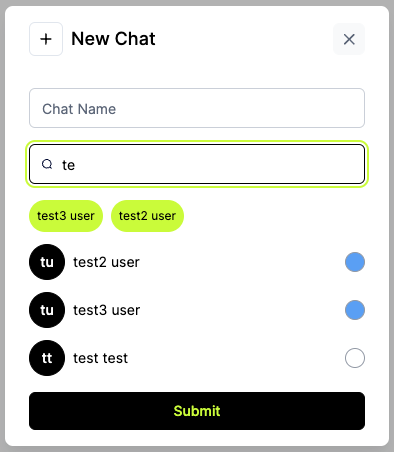 New Chat
Chat Name
te
test3 user test2 user
tu test2 user
tu test3 user
tt test test
Submit